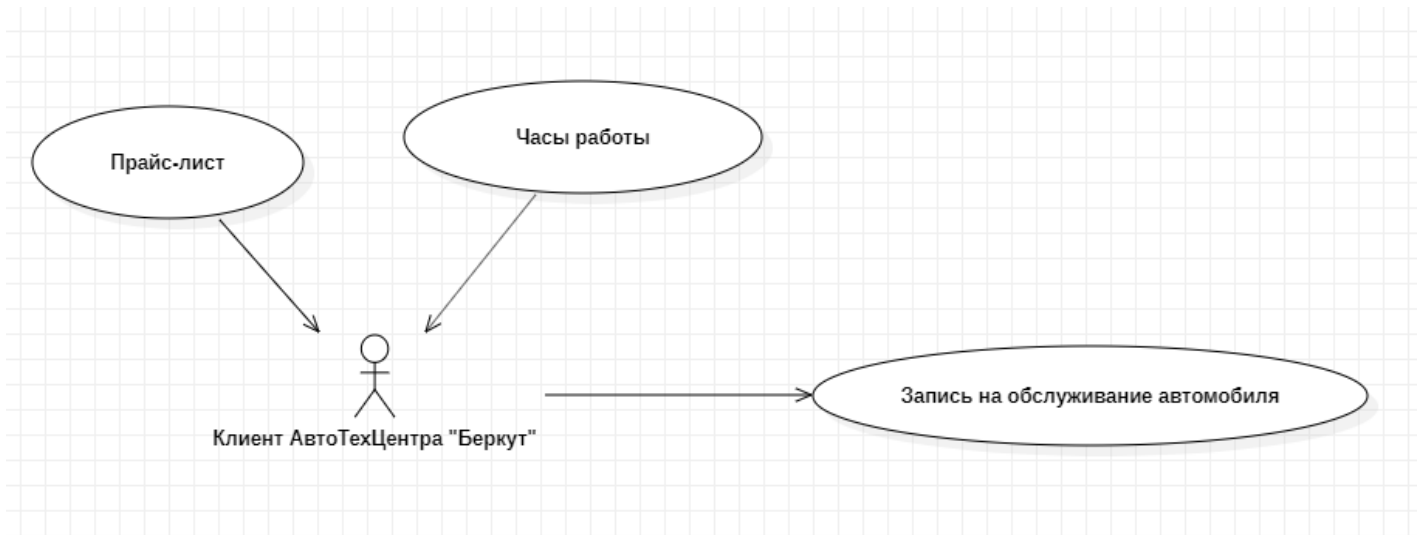 Часы работы
Прайс-лист
Запись на обслуживание автомобиля
Клиент АвтоТехЦентра "Беркут"